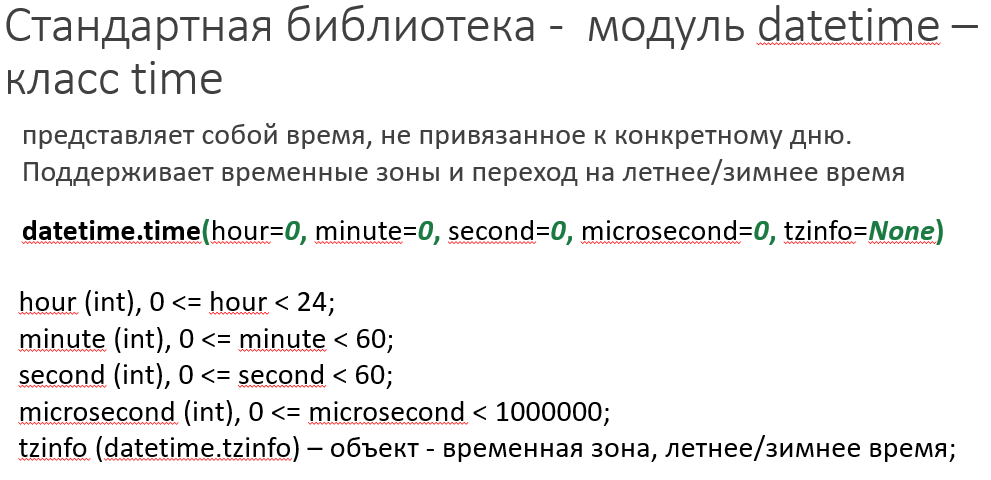 Стандартная библиотека -  модуль datetime –
класс time
представляет собой время, не привязанное к конкретному дню.
Поддерживает временные зоны и переход на летнее/зимнее время
datetime.time(hour=0, minute=0, second=0, microsecond=0, tzinfo=None)
hour (int), 0 <= hour < 24;
minute (int), 0 <= minute < 60;
second (int), 0 <= second < 60;
microsecond (int), 0 <= microsecond < 1000000;
tzinfo (datetime.tzinfo) – объект - временная зона, летнее/зимнее время;